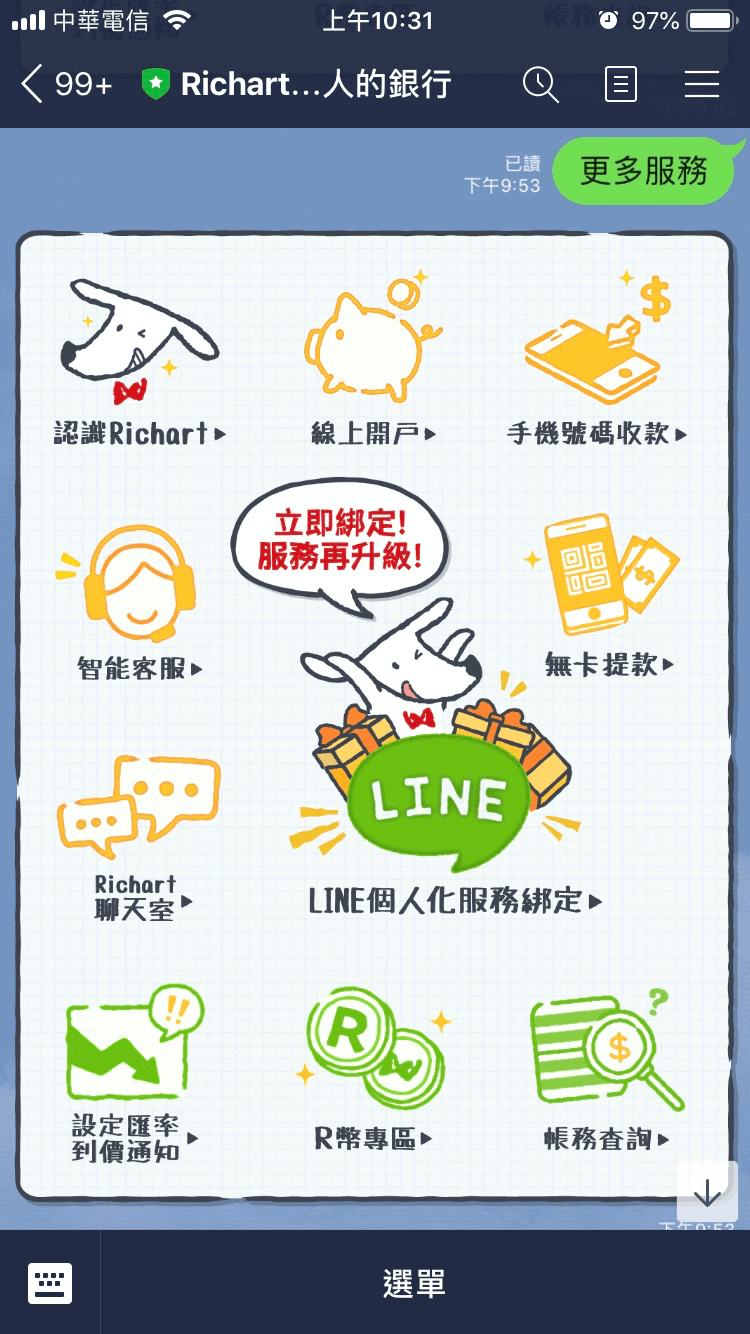 中華電信
上午10:31
97%
99+
Richart...人的銀行
更多服務
已讀
下午9:53
認識Richart
線上開戶
手機號碼收款
$
立即綁定!
服務再升級!
智能客服
無卡提款
$
LINE
Richart
聊天室
LINE個人化服務綁定
!!
R
?
$
設定匯率
到價通知
R幣專區
帳務查詢
下午9:53
選單